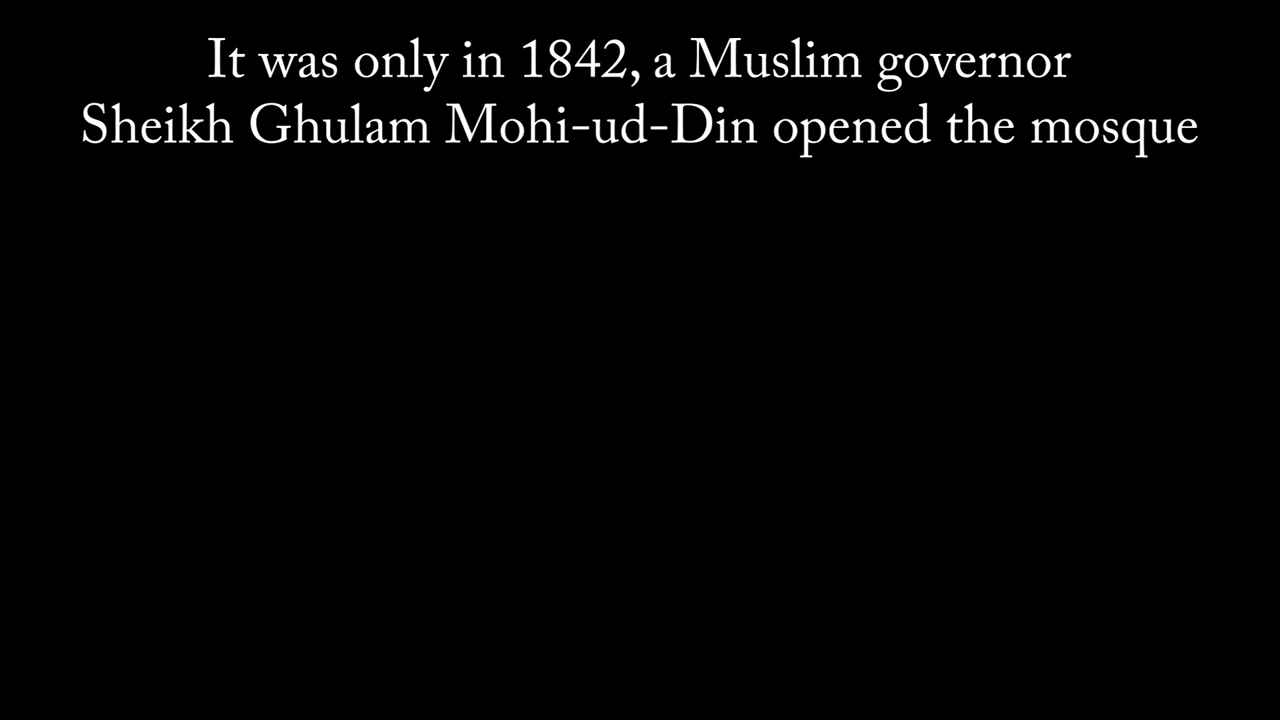 It was only in 1842, a Muslim governor
Sheikh Ghulam Mohi-ud-Din opened the mosque